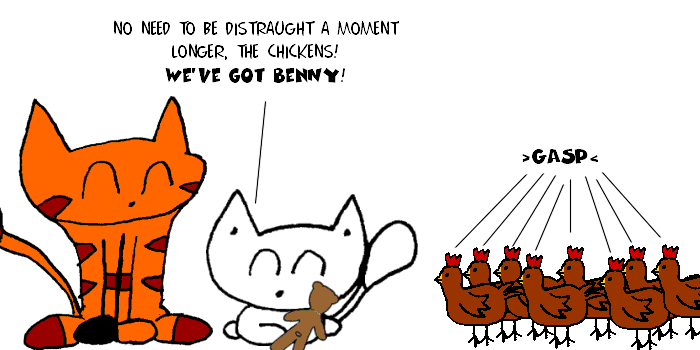 NO NEED TO BE DISTRAUGHT A MOMENT
LONGER, THE CHICKENS!
WE'VE GOT BENNY!
>GASP<